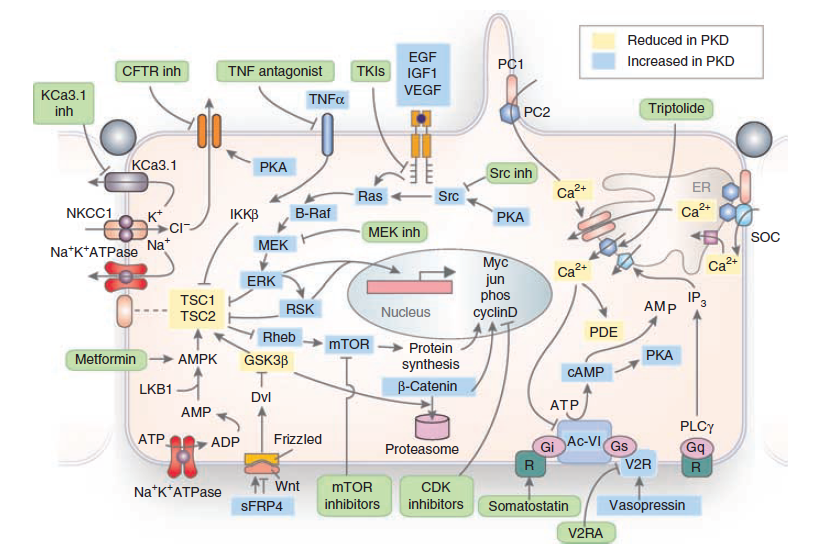 Reduced in PKD
Increased in PKD
CFTR inh
TNF antagonist
TKIs
EGF
IGF1
VEGF
PC1
PC2
Triptolide
KCa3.1
inh
TNFα
KCa3.1
PKA
Ras
Src
Src inh
PKA
Ca2+
ER
Ca2+
SOC
Ca2+
NKCC1
K+
Cl−
Na+
Na+K+ATPase
IKKβ
B-Raf
MEK
MEK inh
ERK
RSK
TSC1
TSC2
Rheb
mTOR
Protein
synthesis
Nucleus
Myc
jun
phos
cyclinD
Ca2+
PDE
AMP
IP3
cAMP
PKA
ATP
PLCγ
Metformin
AMPK
GSK3β
β-Catenin
LKB1
Dvl
AMP
ATP
ADP
Frizzled
Proteasome
Gi
Ac-VI
Gs
Gq
R
V2R
R
Na+K+ATPase
Wnt
sFRP4
mTOR
inhibitors
CDK
inhibitors
Somatostatin
Vasopressin
V2RA